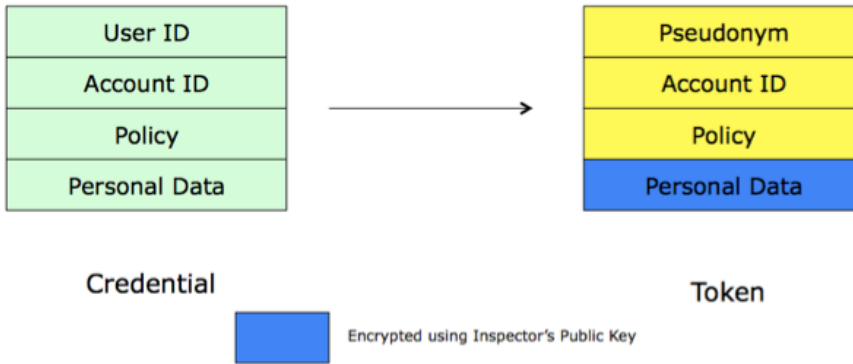 User ID
Account ID
Policy
Personal Data
Credential
Pseudonym
Account ID
Policy
Personal Data
Token
Encrypted using Inspector's Public Key